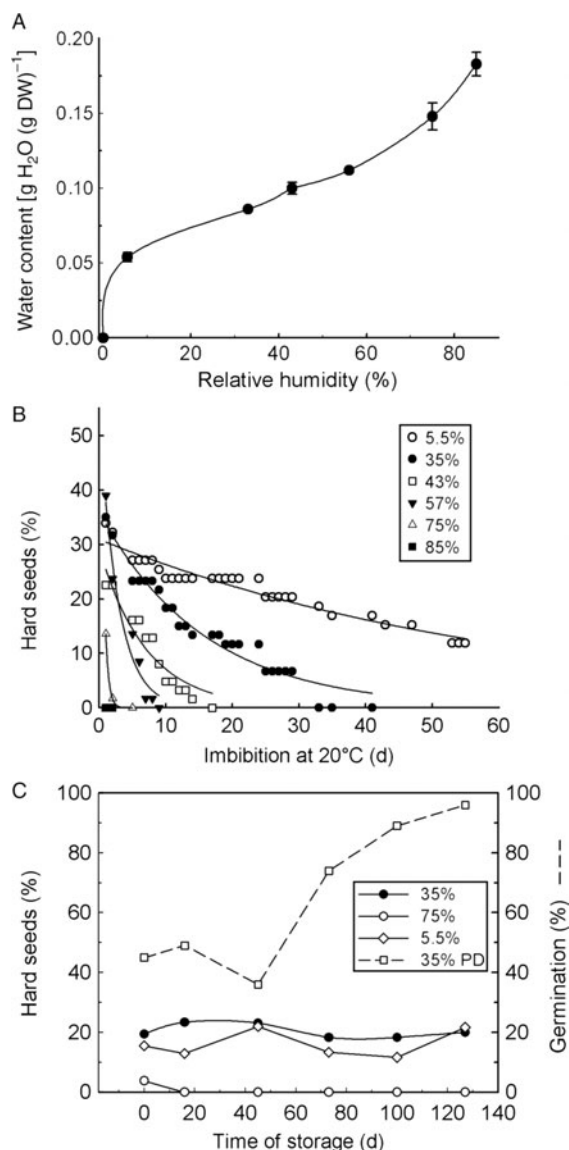 A
0.20
0.15
0.10
0.05
0.00
Water content [g H₂O (g DW)⁻¹]
0 20 40 60 80
Relative humidity (%)
B
50
40
30
20
10
0
Hard seeds (%)
5.5%
35%
43%
57%
75%
85%
0 10 20 30 40 50 60
Imbibition at 20°C (d)
C
100
80
60
40
20
0
Hard seeds (%)
35%
75%
5.5%
35% PD
100
80
60
40
20
0
Germination (%)
0 20 40 60 80 100 120 140
Time of storage (d)